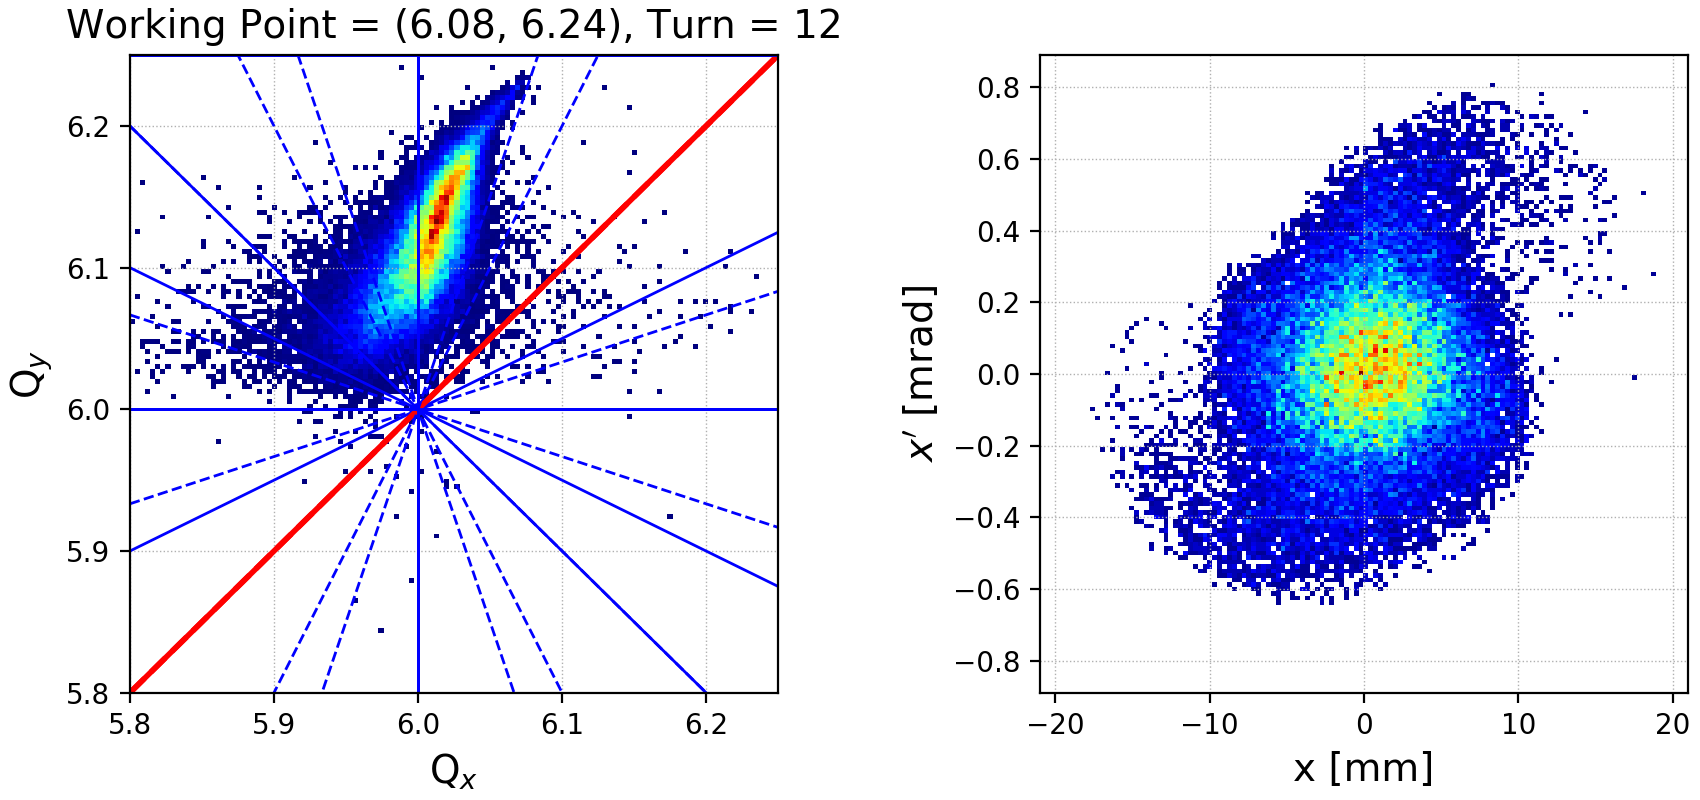 Working Point = (6.08, 6.24), Turn = 12
Q_y
6.2
6.1
6.0
5.9
5.8
5.8 5.9 6.0 6.1 6.2
Q_x
x′ [mrad]
0.8
0.6
0.4
0.2
0.0
−0.2
−0.4
−0.6
−0.8
−20 −10 0 10 20
x [mm]